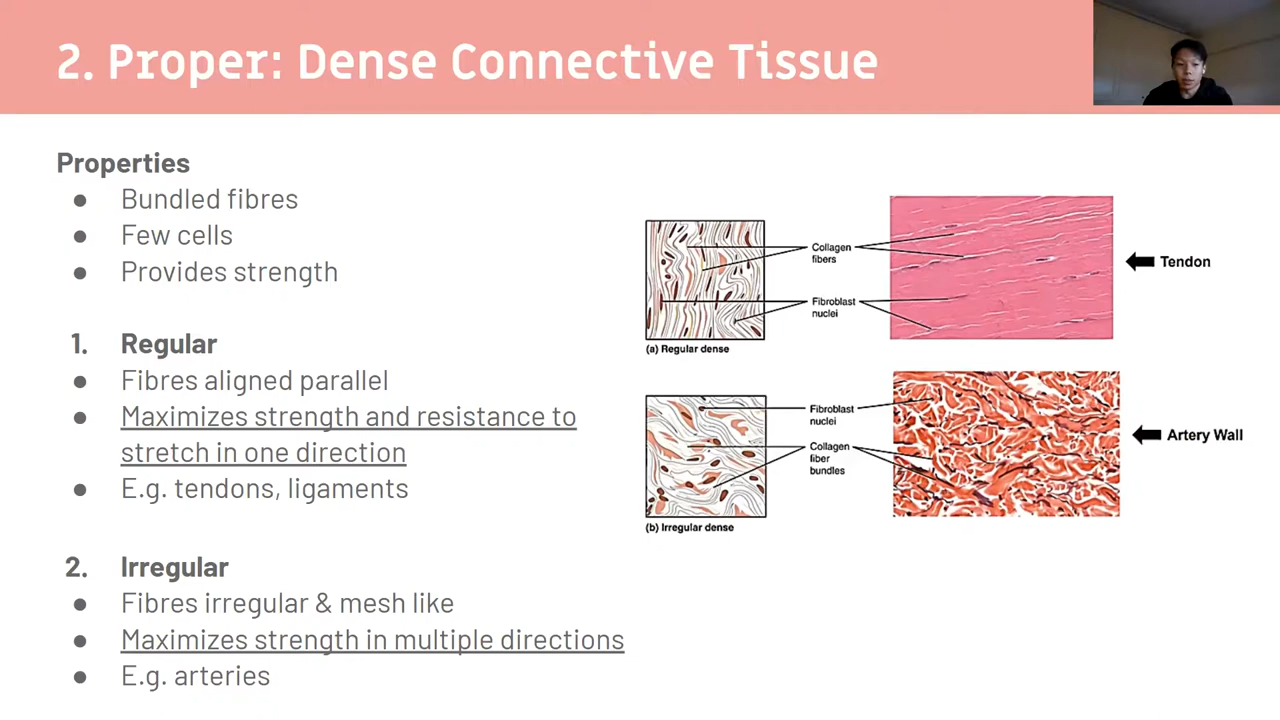 2. Proper: Dense Connective Tissue
Properties
● Bundled fibres
● Few cells
● Provides strength
1. Regular
● Fibres aligned parallel
● Maximizes strength and resistance to
stretch in one direction
● E.g. tendons, ligaments
2. Irregular
● Fibres irregular & mesh like
● Maximizes strength in multiple directions
● E.g. arteries
Collagen
fibers
Fibroblast
nuclei
(a) Regular dense
Tendon
Fibroblast
nuclei
Collagen
fiber
bundles
(b) Irregular dense
Artery Wall